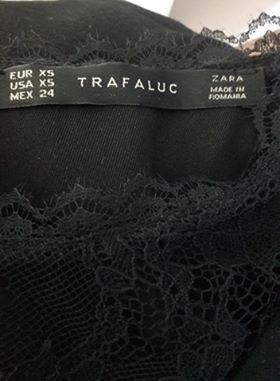 EUR XS
USA XS
MEX 24
TRAFALUC
ZARA
MADE IN
ROMANIA